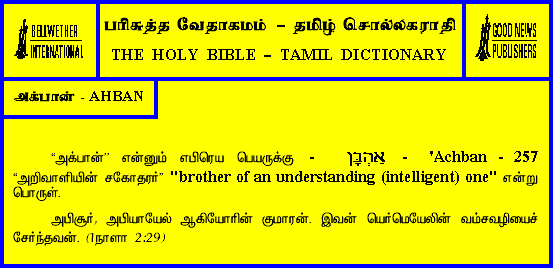 BELLWETHER
INTERNATIONAL
பரிசுத்த வேதாகமம் – தமிழ் சொல்லகராதி
THE HOLY BIBLE – TAMIL DICTIONARY
GOOD NEWS
PUBLISHERS
அக்பான் - AHBAN
“அக்பான்” என்னும் எபிரெய பெயருக்கு - אַהְבָּן - 'Achban - 257
“அறிவாளியின் சகோதரர்” "brother of an understanding (intelligent) one" என்று
பொருள்.
அபிசூர், அபியாயேல் ஆகியோரின் குமாரன். இவன் யெர்மெயேலின் வம்சவழியைச்
சேர்ந்தவன். (1நாளா 2:29)